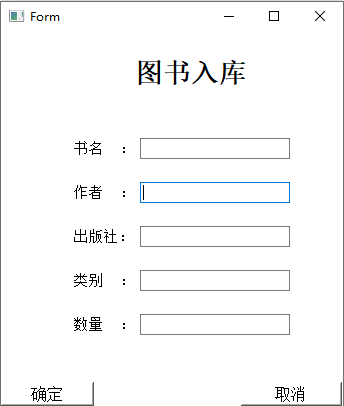 Form
图书入库
书名 ：
作者 ：
出版社：
类别 ：
数量 ：
确定 取消